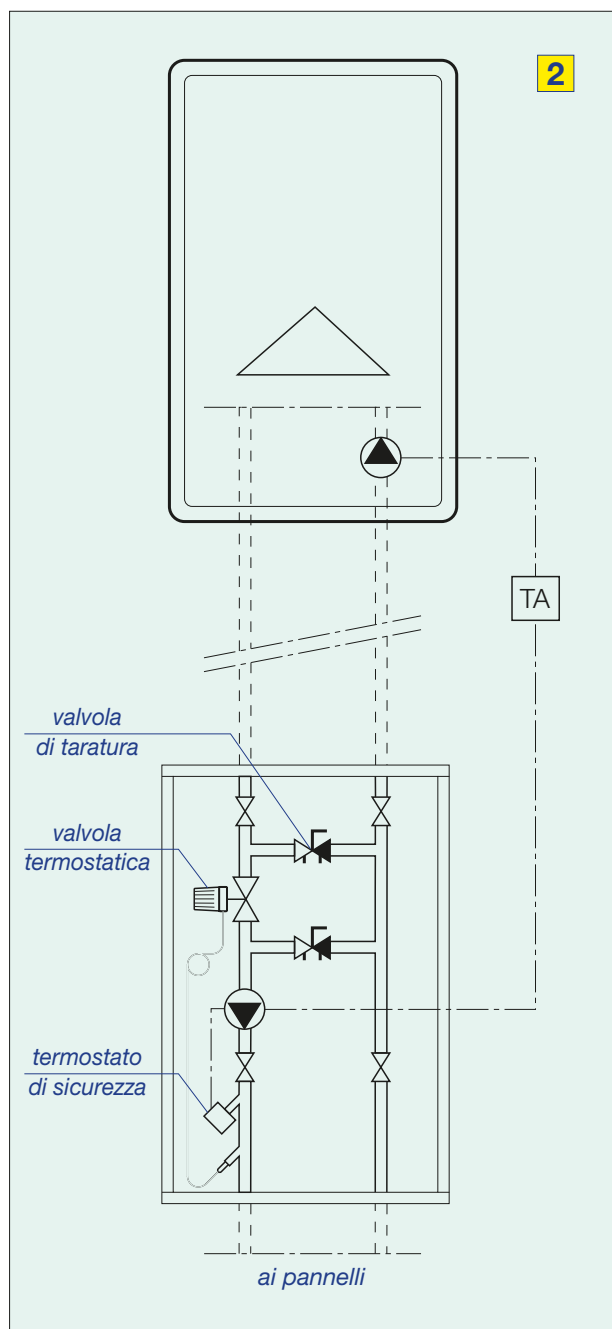 2
TA
valvola
di taratura
valvola
termostatica
termostato
di sicurezza
ai pannelli